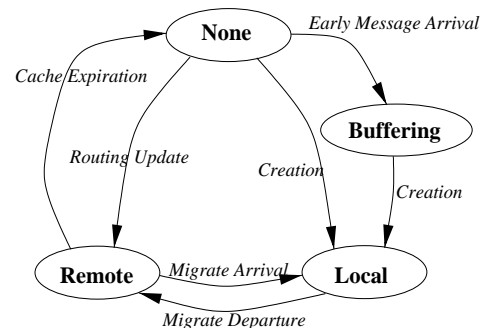 None
Early Message Arrival
Cache Expiration
Buffering
Routing Update
Creation
Creation
Remote
Migrate Arrival
Local
Migrate Departure